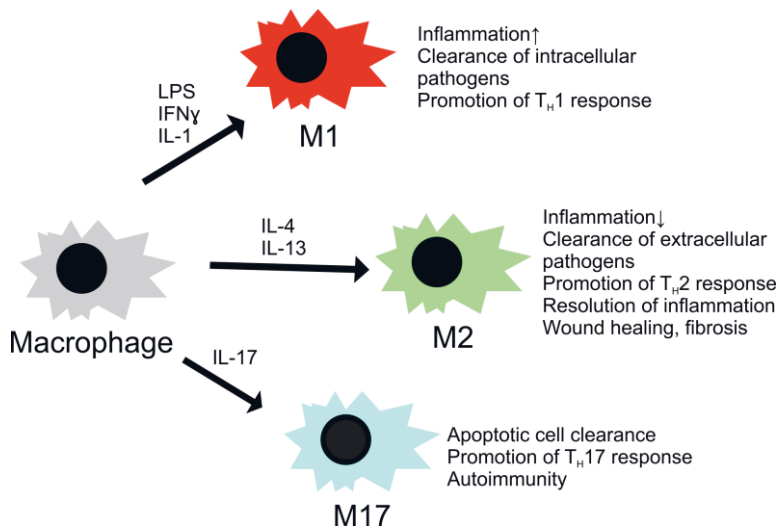 Inflammation↑
Clearance of intracellular
pathogens
Promotion of TH1 response
LPS
IFNɣ
IL-1
M1
IL-4
IL-13
Inflammation↓
Clearance of extracellular
pathogens
Promotion of TH2 response
Resolution of inflammation
Wound healing, fibrosis
M2
Macrophage
IL-17
Apoptotic cell clearance
Promotion of TH17 response
Autoimmunity
M17